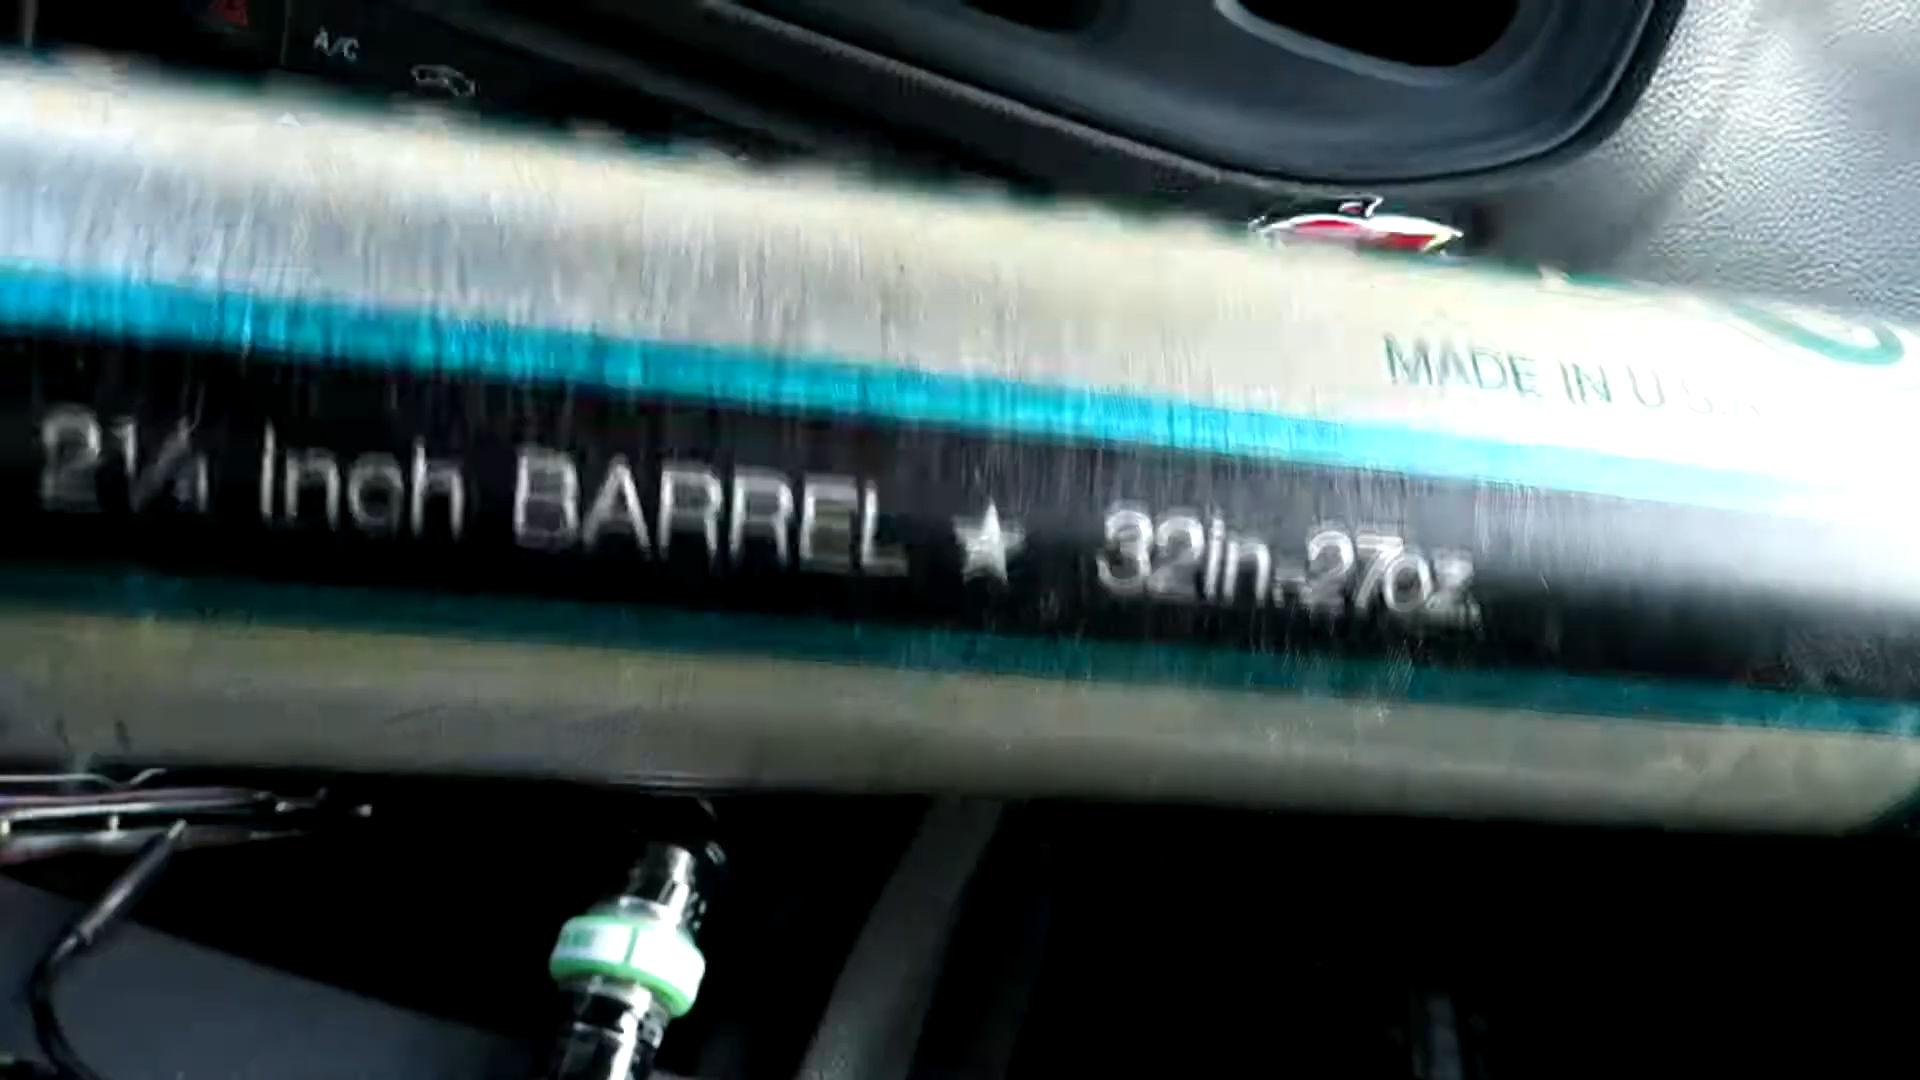 A/C
MADE IN U.S.A
2¼ Inch BARREL ★ 32in.-27oz.